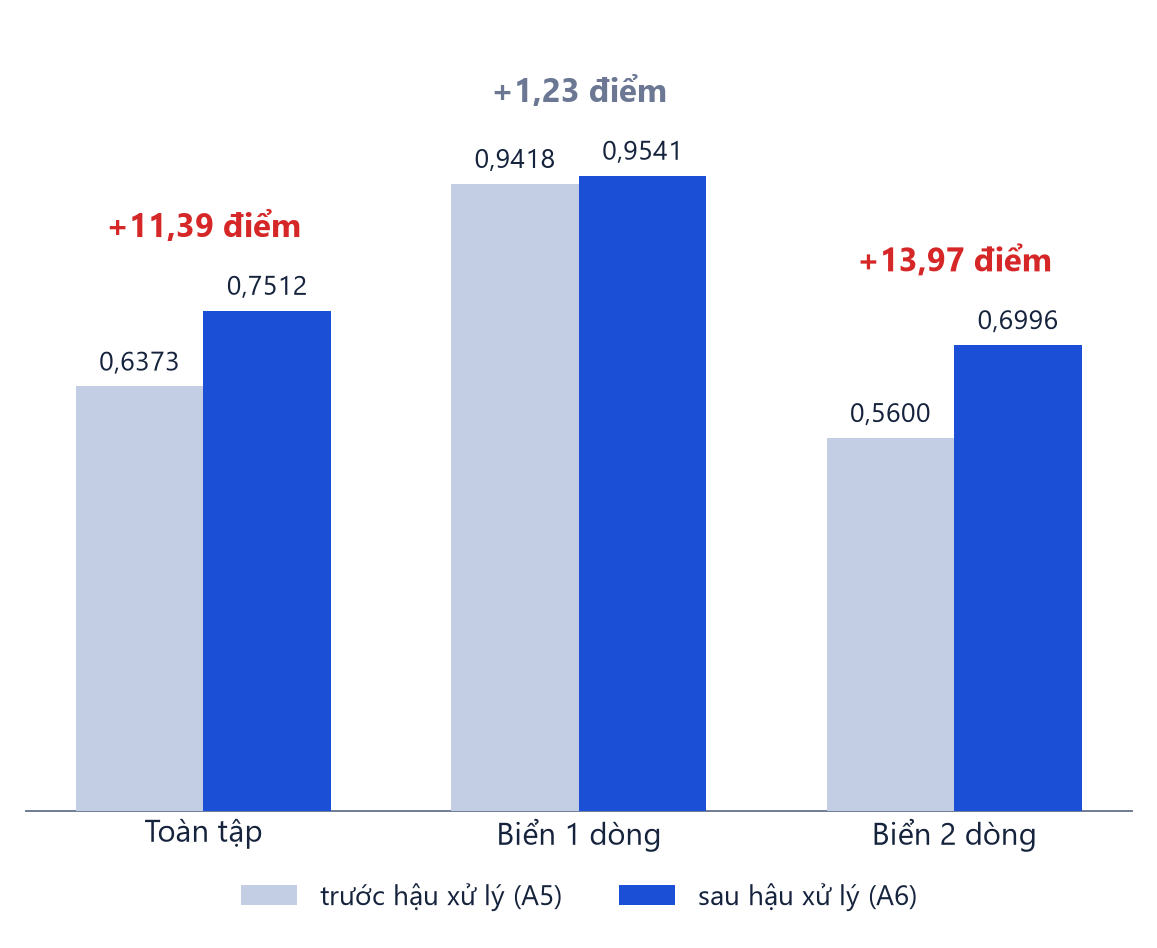 +1,23 điểm
0,9418
0,9541
+11,39 điểm
0,7512
0,6373
+13,97 điểm
0,6996
0,5600
Toàn tập
Biển 1 dòng
Biển 2 dòng
trước hậu xử lý (A5)
sau hậu xử lý (A6)